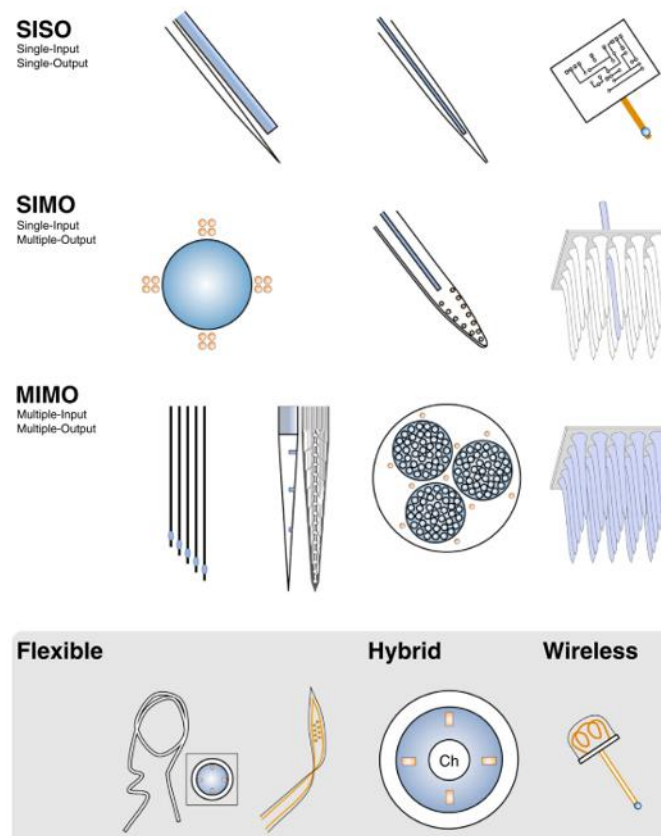 SISO
Single-Input
Single-Output
SIMO
Single-Input
Multiple-Output
MIMO
Multiple-Input
Multiple-Output
Flexible
Hybrid
Wireless
Ch